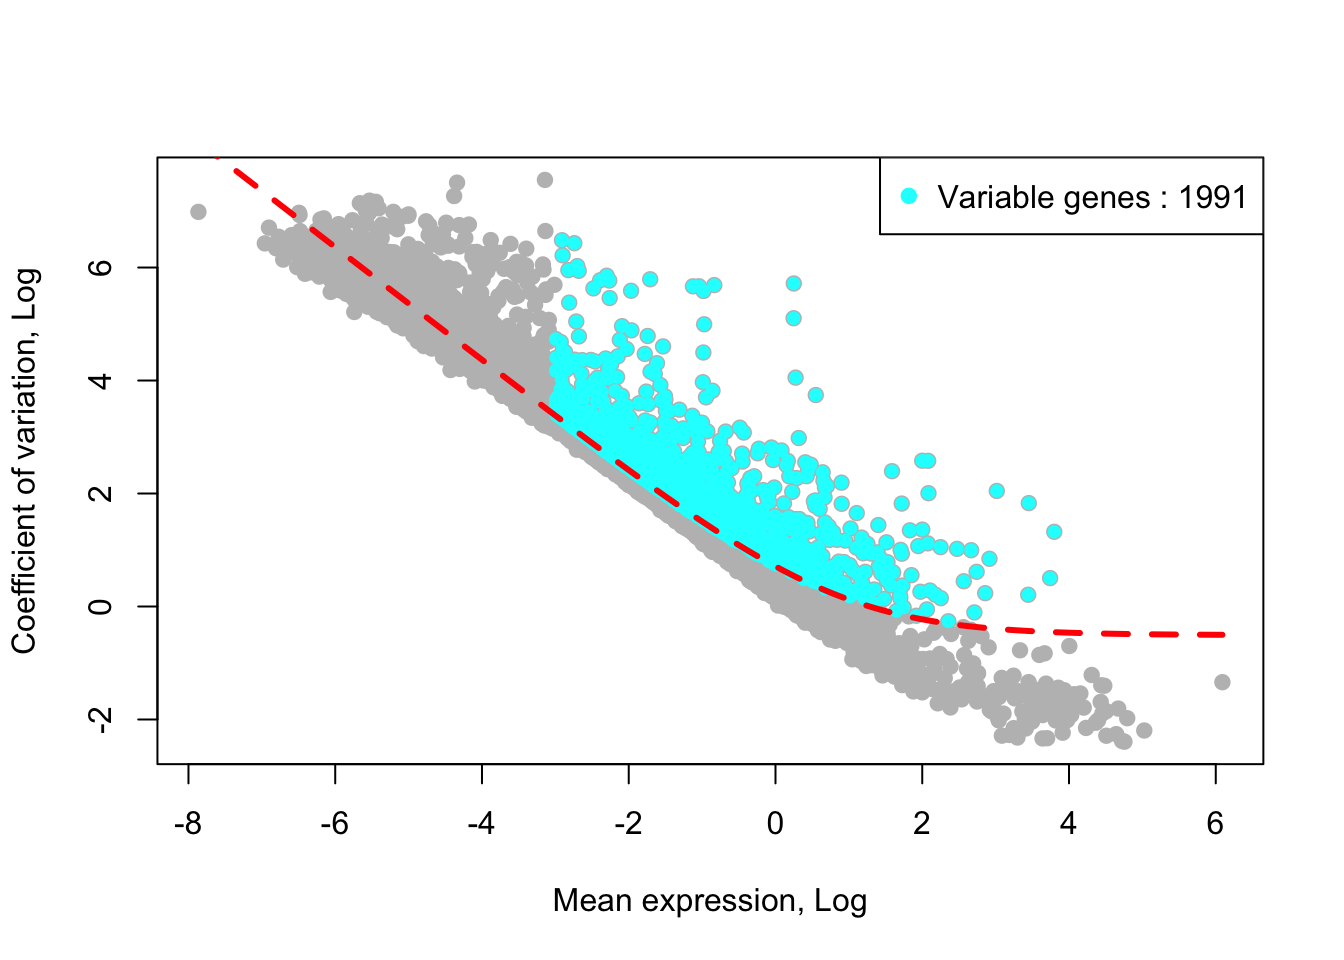 Variable genes : 1991
Coefficient of variation, Log
6
4
2
0
-2
-8 -6 -4 -2 0 2 4 6
Mean expression, Log